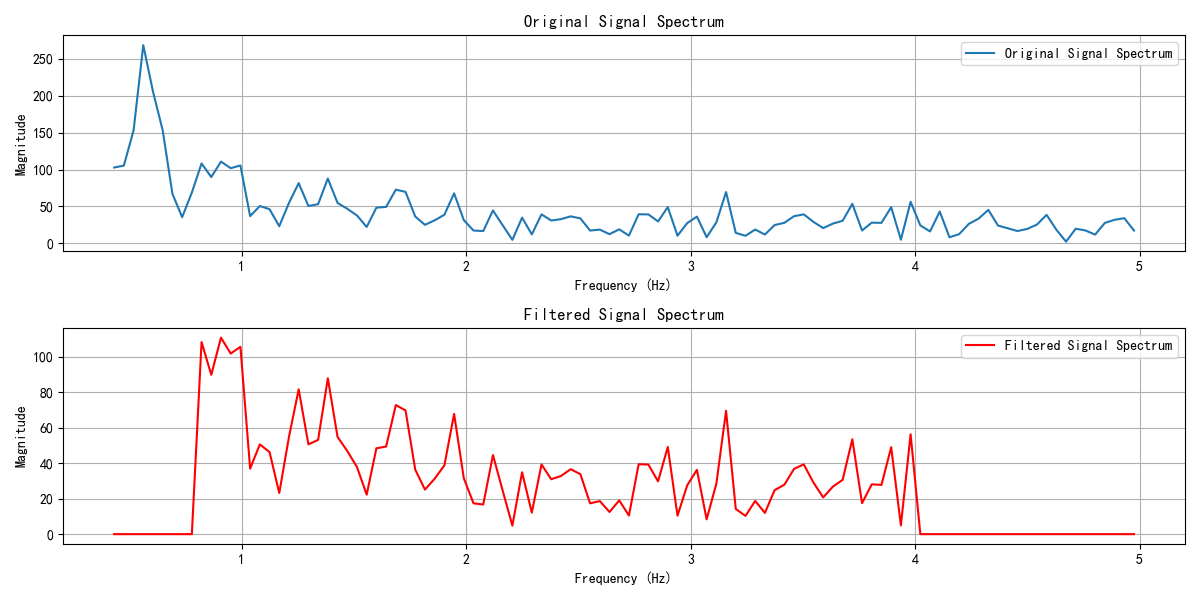 Original Signal Spectrum
Original Signal Spectrum
Magnitude
250
200
150
100
50
0
1
2
3
4
5
Frequency (Hz)
Filtered Signal Spectrum
Filtered Signal Spectrum
Magnitude
100
80
60
40
20
0
1
2
3
4
5
Frequency (Hz)